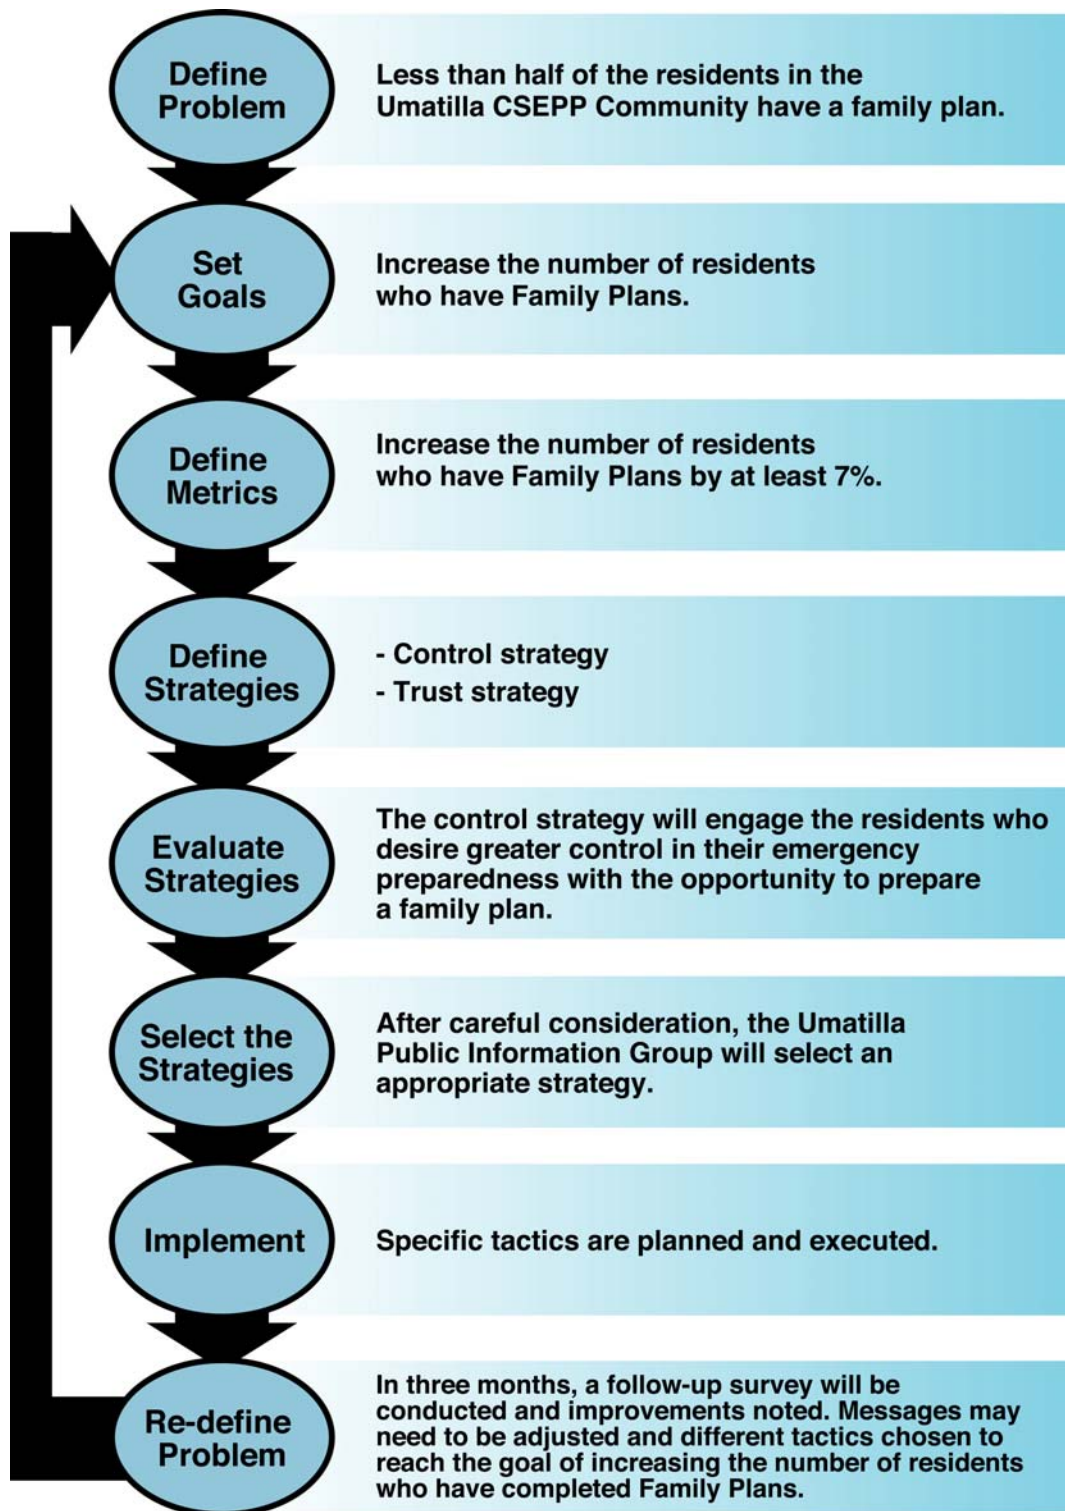 Define
Problem
Less than half of the residents in the
Umatilla CSEPP Community have a family plan.
Set
Goals
Increase the number of residents
who have Family Plans.
Define
Metrics
Increase the number of residents
who have Family Plans by at least 7%.
Define
Strategies
- Control strategy
- Trust strategy
Evaluate
Strategies
The control strategy will engage the residents who
desire greater control in their emergency
preparedness with the opportunity to prepare
a family plan.
Select the
Strategies
After careful consideration, the Umatilla
Public Information Group will select an
appropriate strategy.
Implement
Specific tactics are planned and executed.
Re-define
Problem
In three months, a follow-up survey will be
conducted and improvements noted. Messages may
need to be adjusted and different tactics chosen to
reach the goal of increasing the number of residents
who have completed Family Plans.